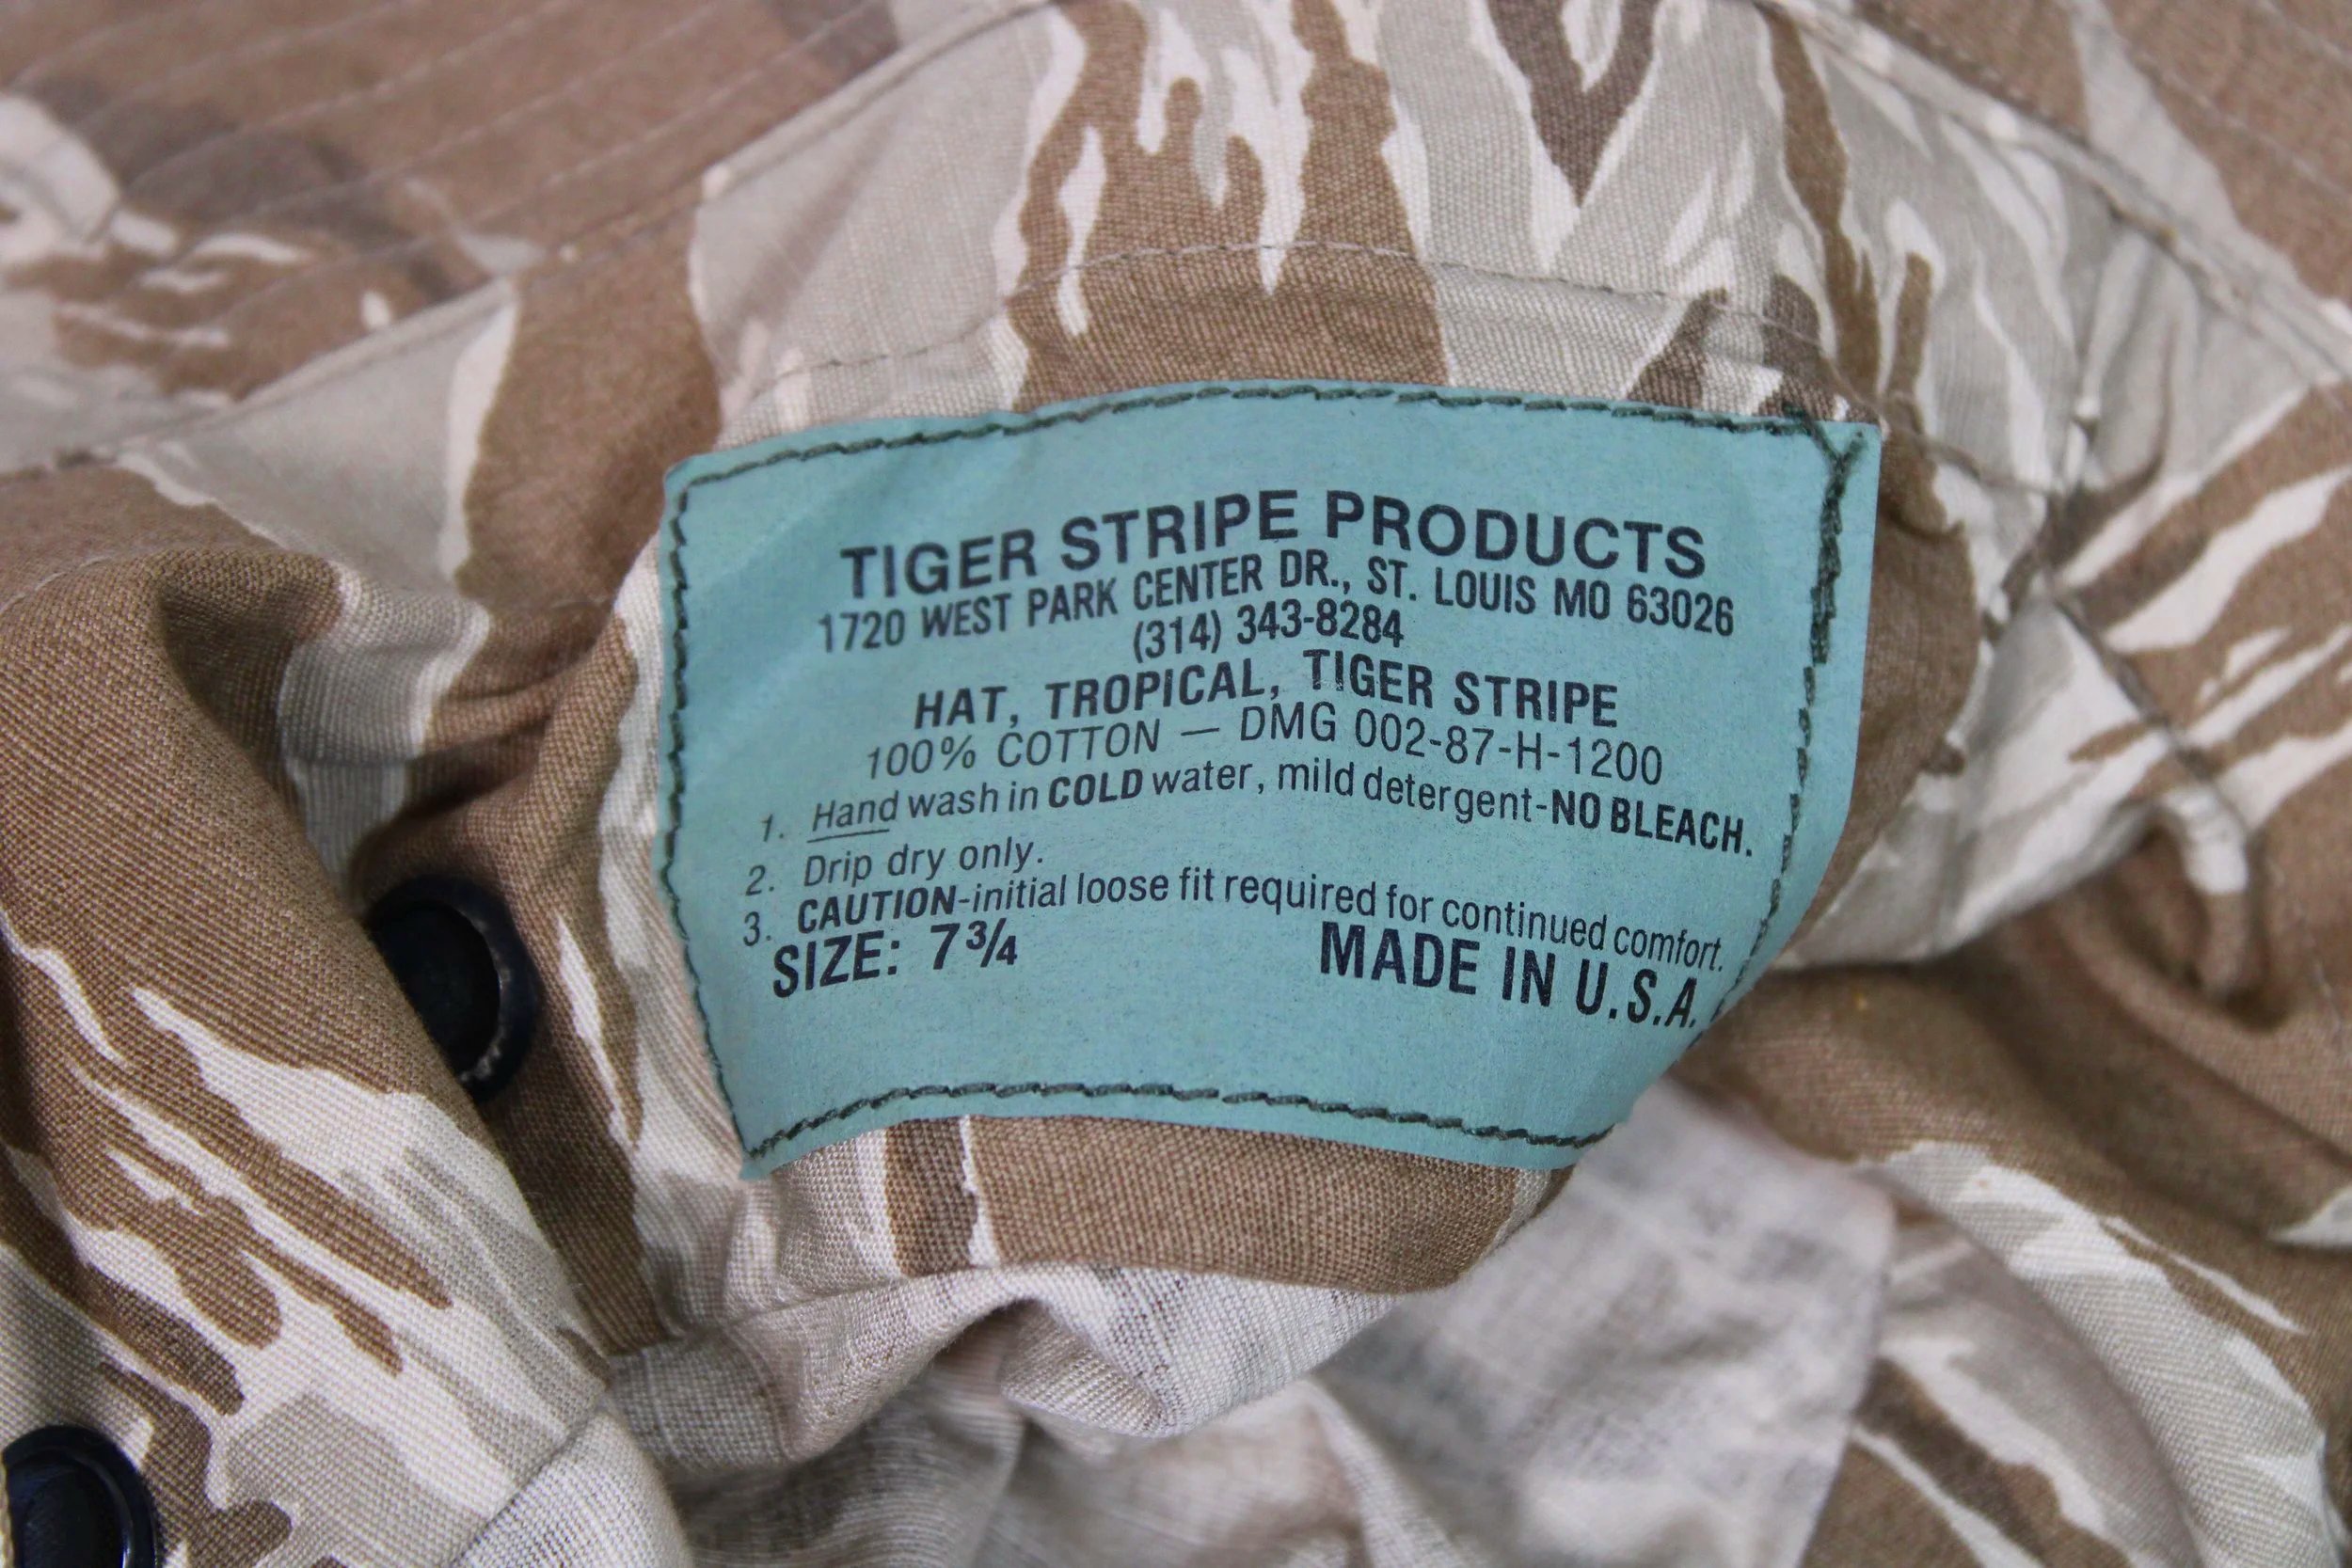 TIGER STRIPE PRODUCTS
1720 WEST PARK CENTER DR., ST. LOUIS MO 63026
(314) 343-8284
HAT, TROPICAL, TIGER STRIPE
100% COTTON — DMG 002-87-H-1200
1. Hand wash in COLD water, mild detergent-NO BLEACH.
2. Drip dry only.
3. CAUTION-initial loose fit required for continued comfort.
SIZE: 7 3/4 MADE IN U.S.A.